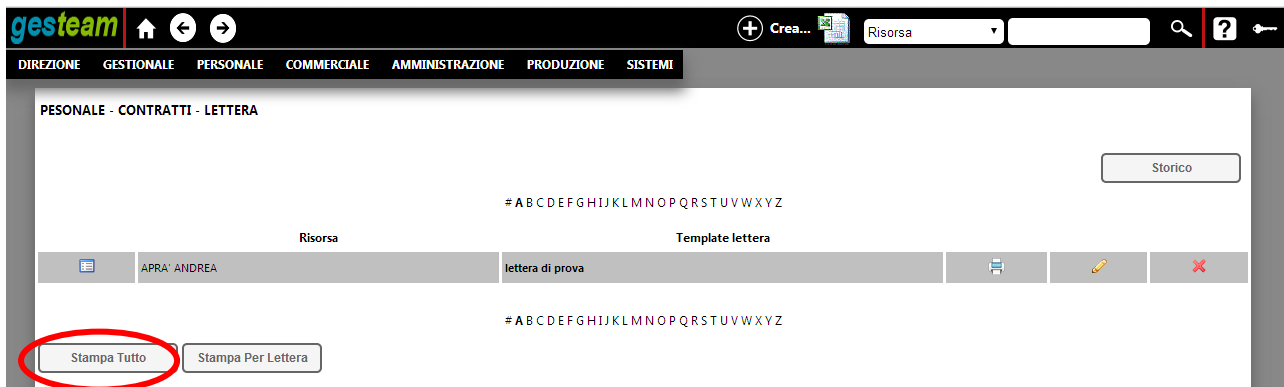 gesteam Crea... Risorsa ?
DIREZIONE GESTIONALE PERSONALE COMMERCIALE AMMINISTRAZIONE PRODUZIONE SISTEMI
PESONALE - CONTRATTI - LETTERA
Storico
# A B C D E F G H I J K L M N O P Q R S T U V W X Y Z
Risorsa Template lettera
APRA' ANDREA lettera di prova
# A B C D E F G H I J K L M N O P Q R S T U V W X Y Z
Stampa Tutto Stampa Per Lettera